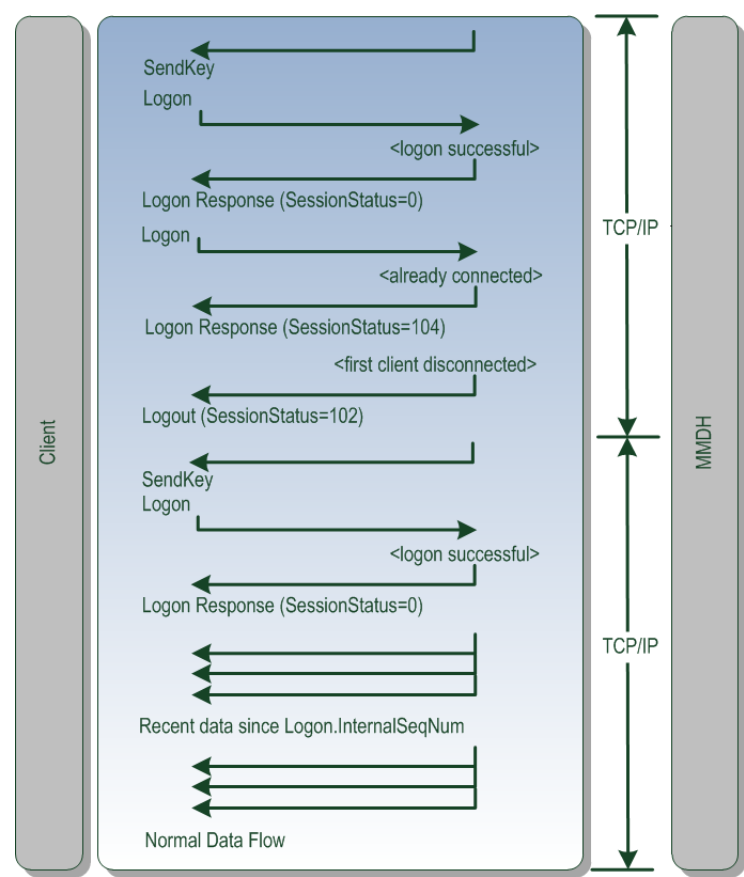 SendKey
Logon
<logon successful>
Logon Response (SessionStatus=0)
Logon
<already connected>
Logon Response (SessionStatus=104)
<first client disconnected>
Logout (SessionStatus=102)
SendKey
Logon
<logon successful>
Logon Response (SessionStatus=0)
Recent data since Logon.InternalSeqNum
Normal Data Flow
Client
TCP/IP
TCP/IP
MMDH